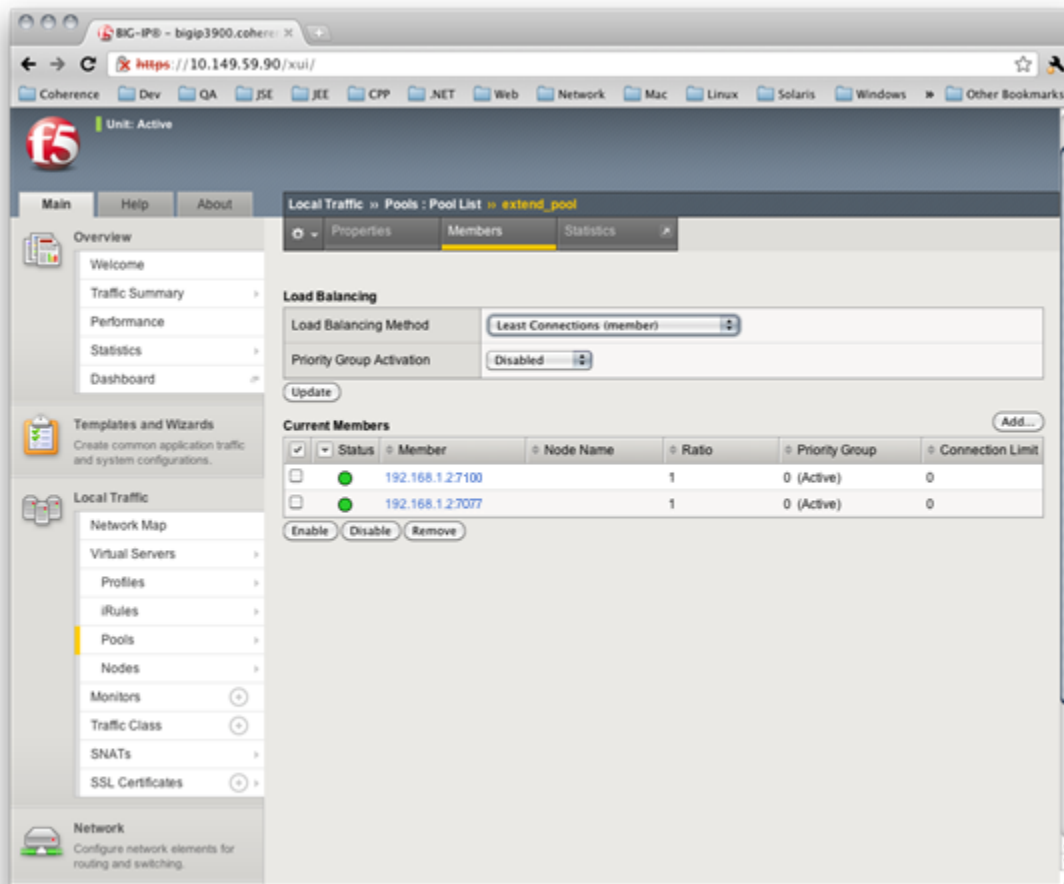 BIG-IP® - bigip3900.coheren
https://10.149.59.90/xui/
Coherence Dev QA JSE JEE CPP .NET Web Network Mac Linux Solaris Windows » Other Bookmarks
f5
Unit: Active
Main Help About
Local Traffic » Pools : Pool List » extend_pool
Properties Members Statistics
Overview
Welcome
Traffic Summary
Performance
Statistics
Dashboard
Templates and Wizards
Create common application traffic
and system configurations.
Local Traffic
Network Map
Virtual Servers
Profiles
iRules
Pools
Nodes
Monitors
Traffic Class
SNATs
SSL Certificates
Network
Configure network elements for
routing and switching.
Load Balancing
Load Balancing Method Least Connections (member)
Priority Group Activation Disabled
Update
Current Members Add...
Status Member Node Name Ratio Priority Group Connection Limit
192.168.1.2:7100 1 0 (Active) 0
192.168.1.2:7077 1 0 (Active) 0
Enable Disable Remove